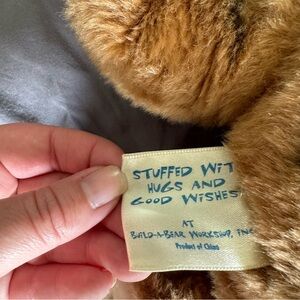 STUFFED WIT
HUGS AND
GOOD WISHES
AT
BUILD-A-BEAR WORKSHOP, INC
Product of China